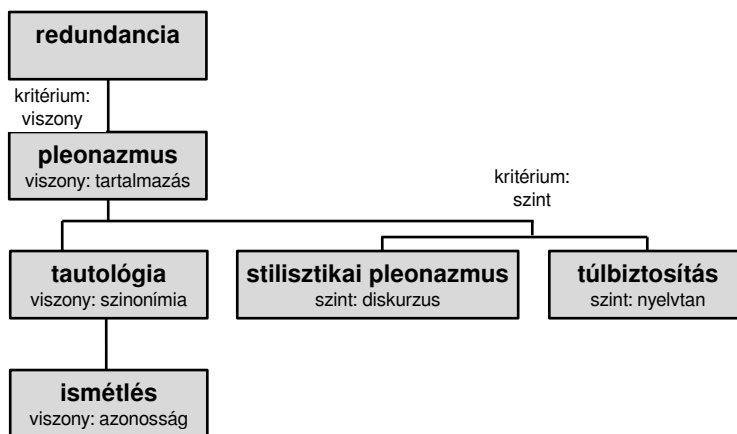 redundancia
kritérium:
viszony
pleonazmus
viszony: tartalmazás
kritérium:
szint
tautológia
viszony: szinonímia
stilisztikai pleonazmus
szint: diskurzus
túlbiztosítás
szint: nyelvtan
ismétlés
viszony: azonosság